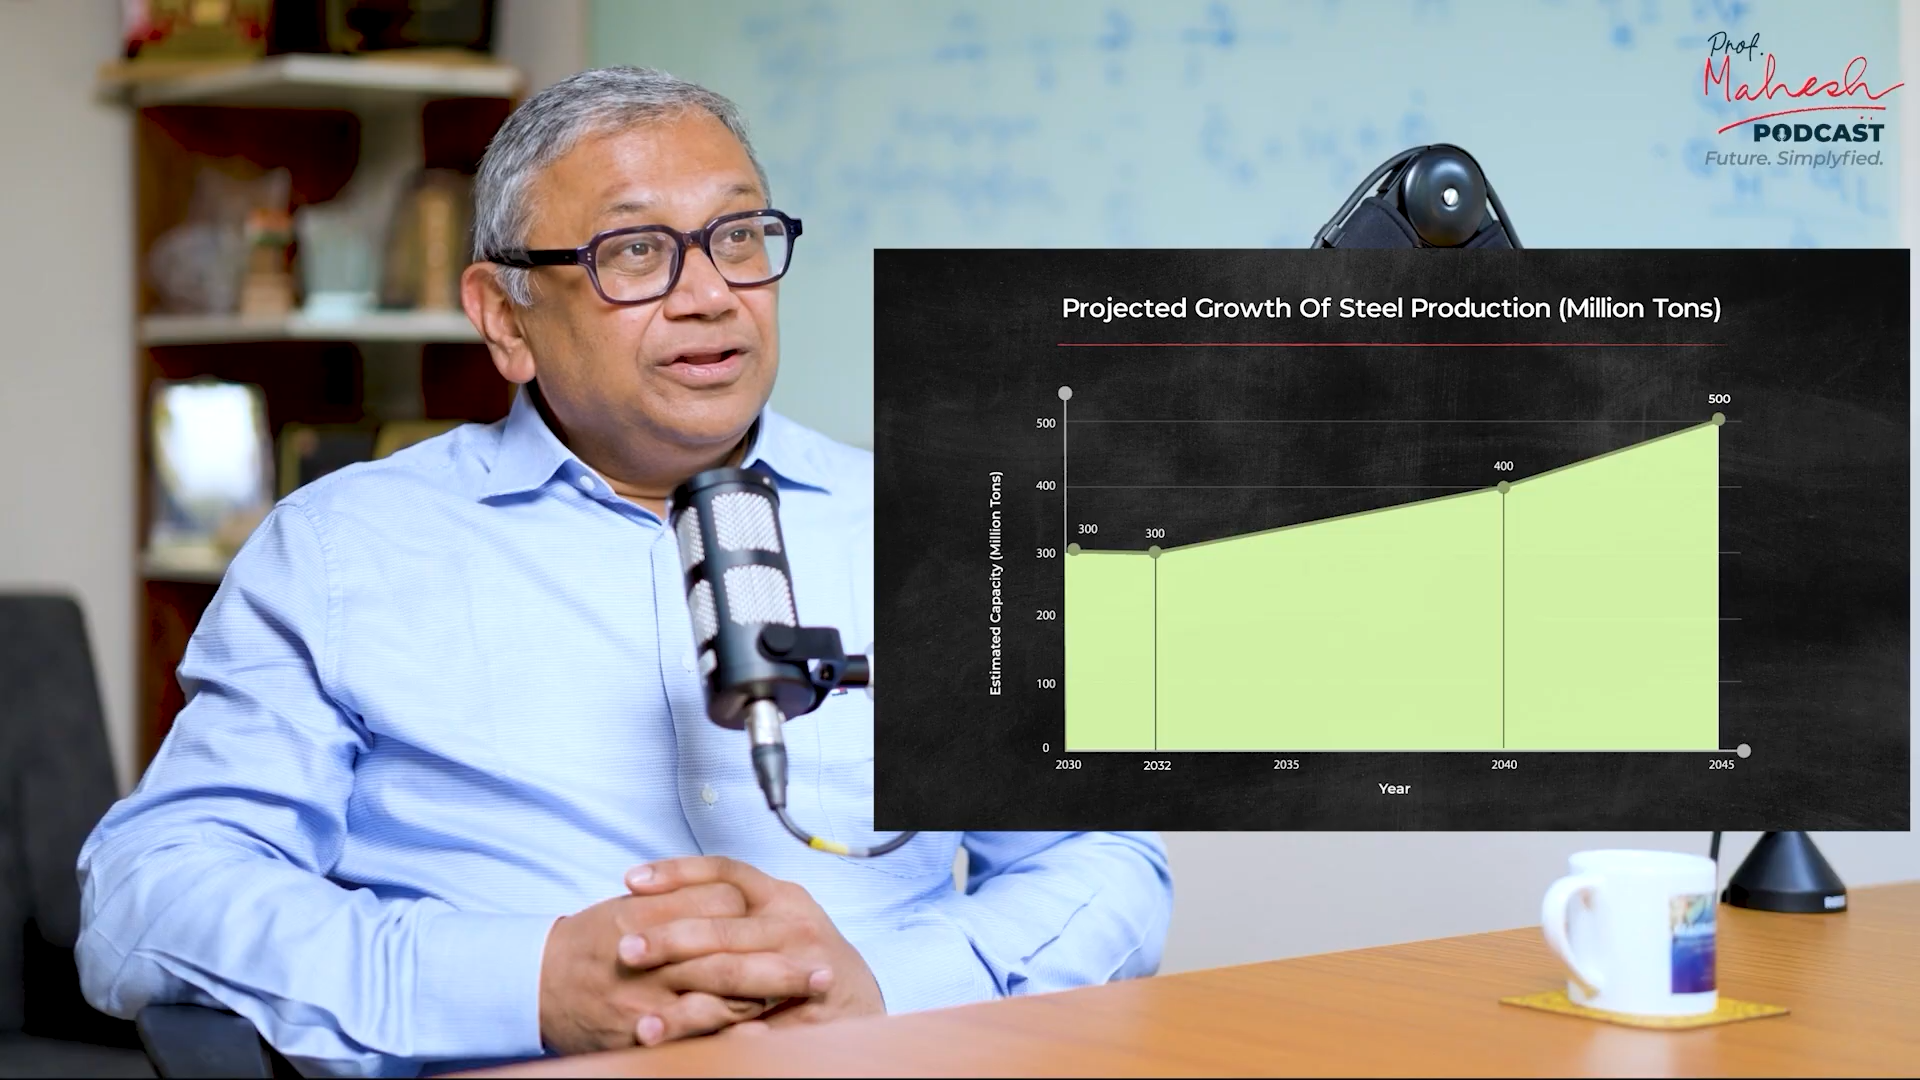 Prof.
Mahesh
PODCAST
Future. Simplyfied.
Projected Growth Of Steel Production (Million Tons)
Estimated Capacity (Million Tons)
500
400
300
200
100
0
300
300
400
500
2030
2032
2035
2040
2045
Year